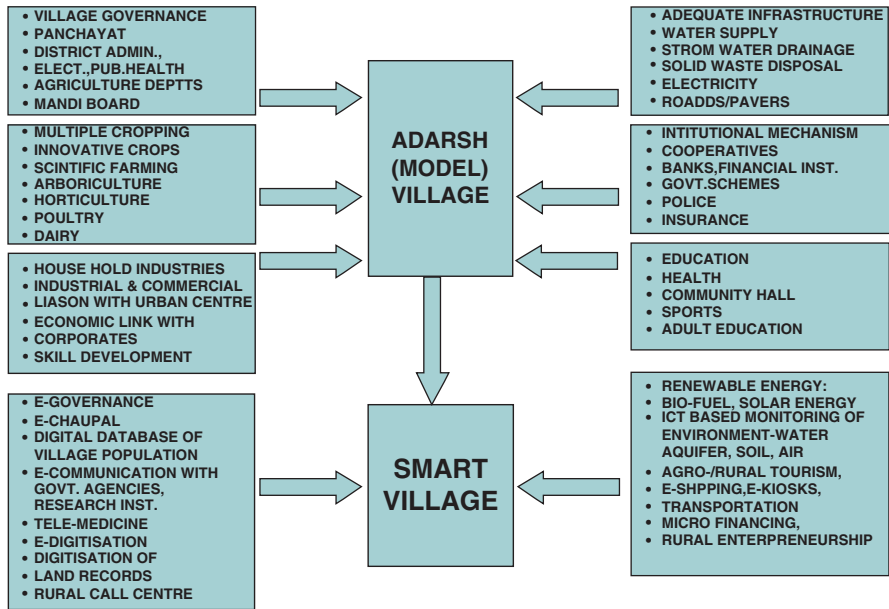 • VILLAGE GOVERNANCE
• PANCHAYAT
• DISTRICT ADMIN.,
• ELECT.,PUB.HEALTH
• AGRICULTURE DEPTTS
• MANDI BOARD
• MULTIPLE CROPPING
• INNOVATIVE CROPS
• SCINTIFIC FARMING
• ARBORICULTURE
• HORTICULTURE
• POULTRY
• DAIRY
• HOUSE HOLD INDUSTRIES
• INDUSTRIAL & COMMERCIAL
• LIASON WITH URBAN CENTRE
• ECONOMIC LINK WITH
• CORPORATES
• SKILL DEVELOPMENT
• E-GOVERNANCE
• E-CHAUPAL
• DIGITAL DATABASE OF
VILLAGE POPULATION
• E-COMMUNICATION WITH
GOVT. AGENCIES,
RESEARCH INST.
• TELE-MEDICINE
• E-DIGITISATION
• DIGITISATION OF
• LAND RECORDS
• RURAL CALL CENTRE
ADARSH
(MODEL)
VILLAGE
SMART
VILLAGE
• ADEQUATE INFRASTRUCTURE
• WATER SUPPLY
• STROM WATER DRAINAGE
• SOLID WASTE DISPOSAL
• ELECTRICITY
• ROADDS/PAVERS
• INTITUTIONAL MECHANISM
• COOPERATIVES
• BANKS,FINANCIAL INST.
• GOVT.SCHEMES
• POLICE
• INSURANCE
• EDUCATION
• HEALTH
• COMMUNITY HALL
• SPORTS
• ADULT EDUCATION
• RENEWABLE ENERGY:
• BIO-FUEL, SOLAR ENERGY
• ICT BASED MONITORING OF
ENVIRONMENT-WATER
AQUIFER, SOIL, AIR
• AGRO-/RURAL TOURISM,
• E-SHPPING,E-KIOSKS,
• TRANSPORTATION
• MICRO FINANCING,
• RURAL ENTERPRENEURSHIP